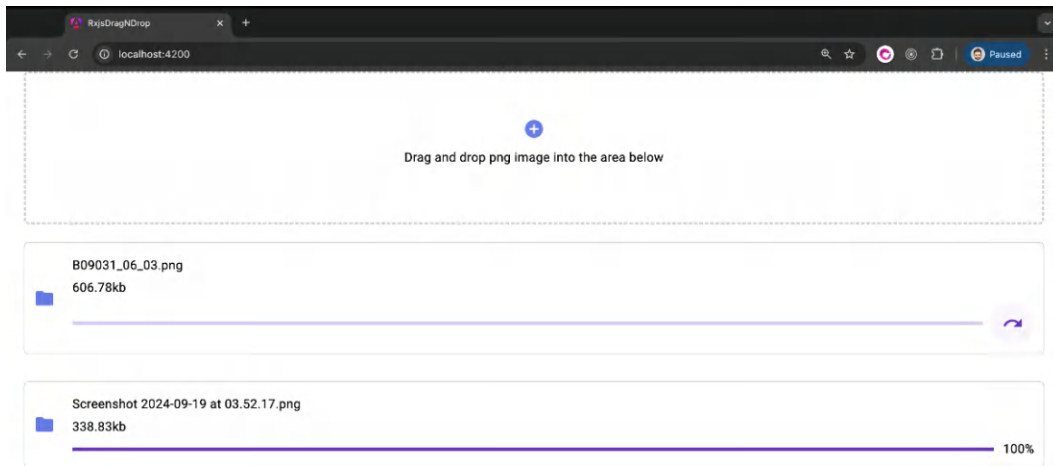 RxjsDragNDrop
localhost:4200
Paused
Drag and drop png image into the area below
B09031_06_03.png
606.78kb
Screenshot 2024-09-19 at 03.52.17.png
338.83kb
100%